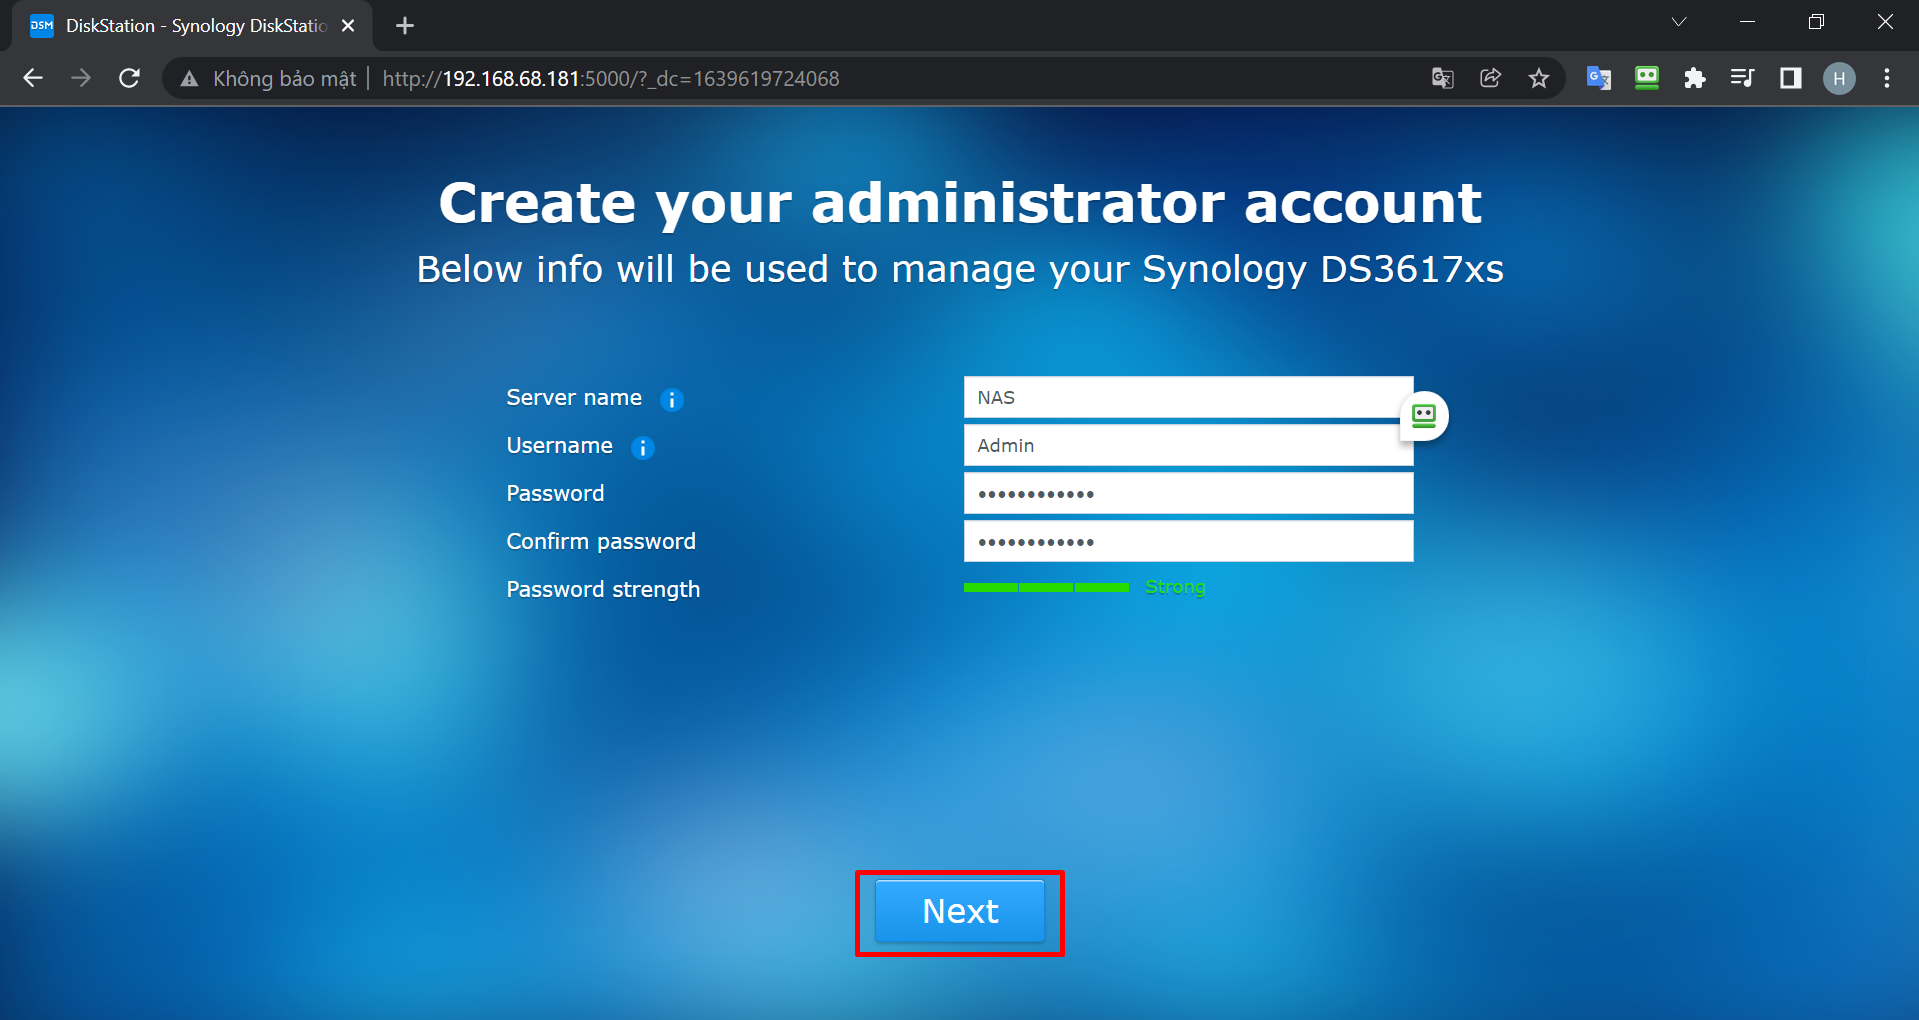 DSM DiskStation - Synology DiskStatio
Không bảo mật http://192.168.68.181:5000/?_dc=1639619724068
H
Create your administrator account
Below info will be used to manage your Synology DS3617xs
Server name NAS
Username Admin
Password ••••••••••••
Confirm password ••••••••••••
Password strength Strong
Next